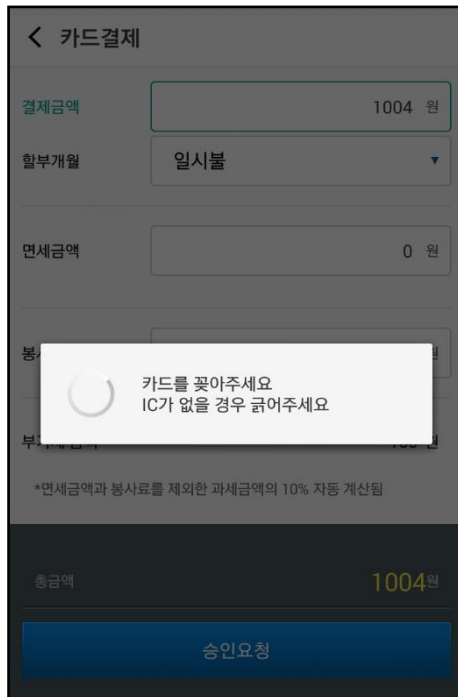 카드결제
결제금액 1004 원
할부개월 일시불
면세금액 0 원
카드를 꽂아주세요
IC가 없을 경우 긁어주세요
*면세금액과 봉사료를 제외한 과세금액의 10% 자동 계산됨
총금액 1004원
승인요청